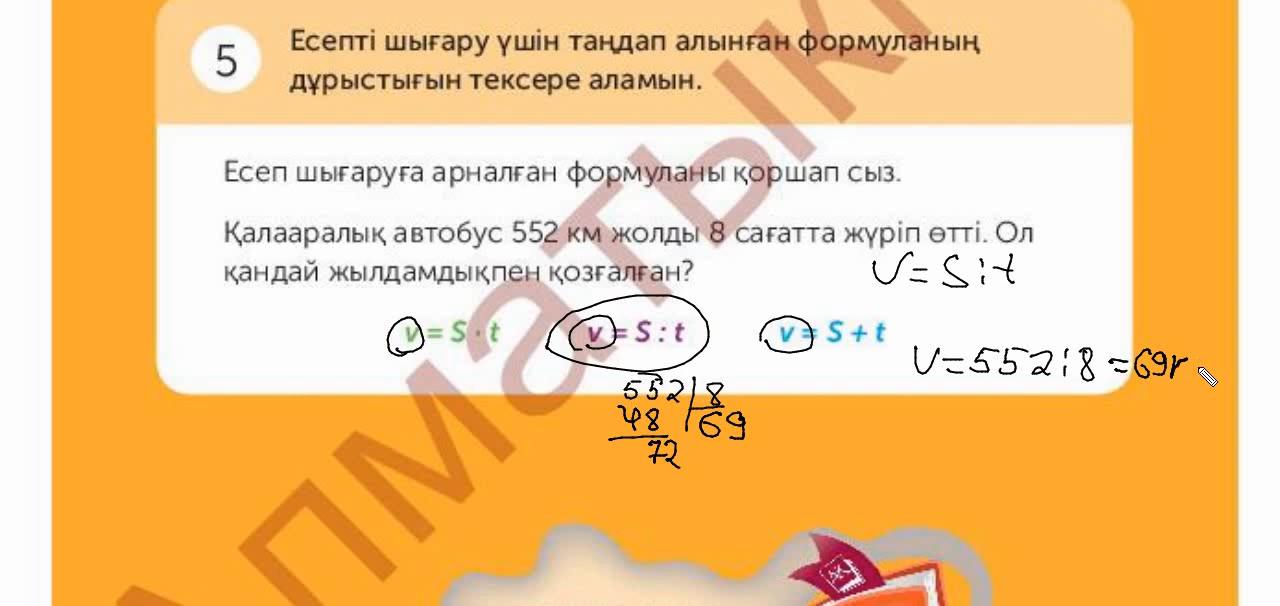 5
Есепті шығару үшін таңдап алынған формуланың
дұрыстығын тексере аламын.
Есеп шығаруға арналған формуланы қоршап сыз.
Қалааралық автобус 552 км жолды 8 сағатта жүріп өтті. Ол
қандай жылдамдықпен қозғалған?
V=S:t
v = S · t v = S : t v = S + t
V=552:8=69
552 8
48 69
72